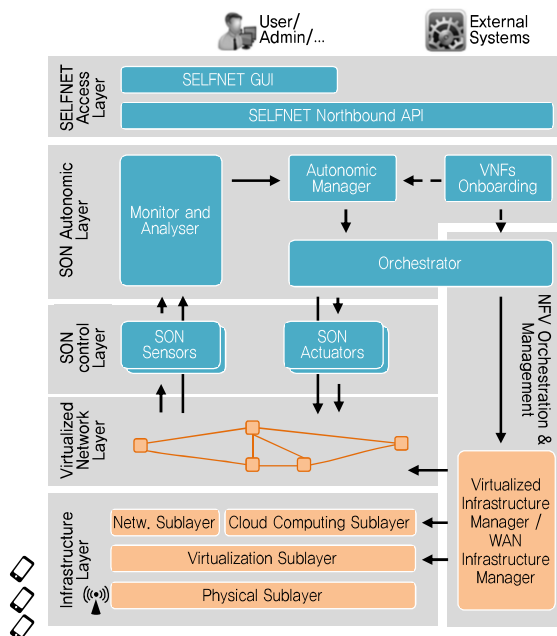 User/
Admin/...
External
Systems
SELFNET
Access
Layer
SELFNET GUI
SELFNET Northbound API
SON Autonomic
Layer
Monitor and
Analyser
Autonomic
Manager
VNFs
Onboarding
Orchestrator
SON
control
Layer
SON
Sensors
SON
Actuators
NFV Orchestration &
Management
Virtualized
Network
Layer
Infrastructure
Layer
Netw. Sublayer
Cloud Computing Sublayer
Virtualization Sublayer
Physical Sublayer
Virtualized
Infrastructure
Manager /
WAN
Infrastructure
Manager